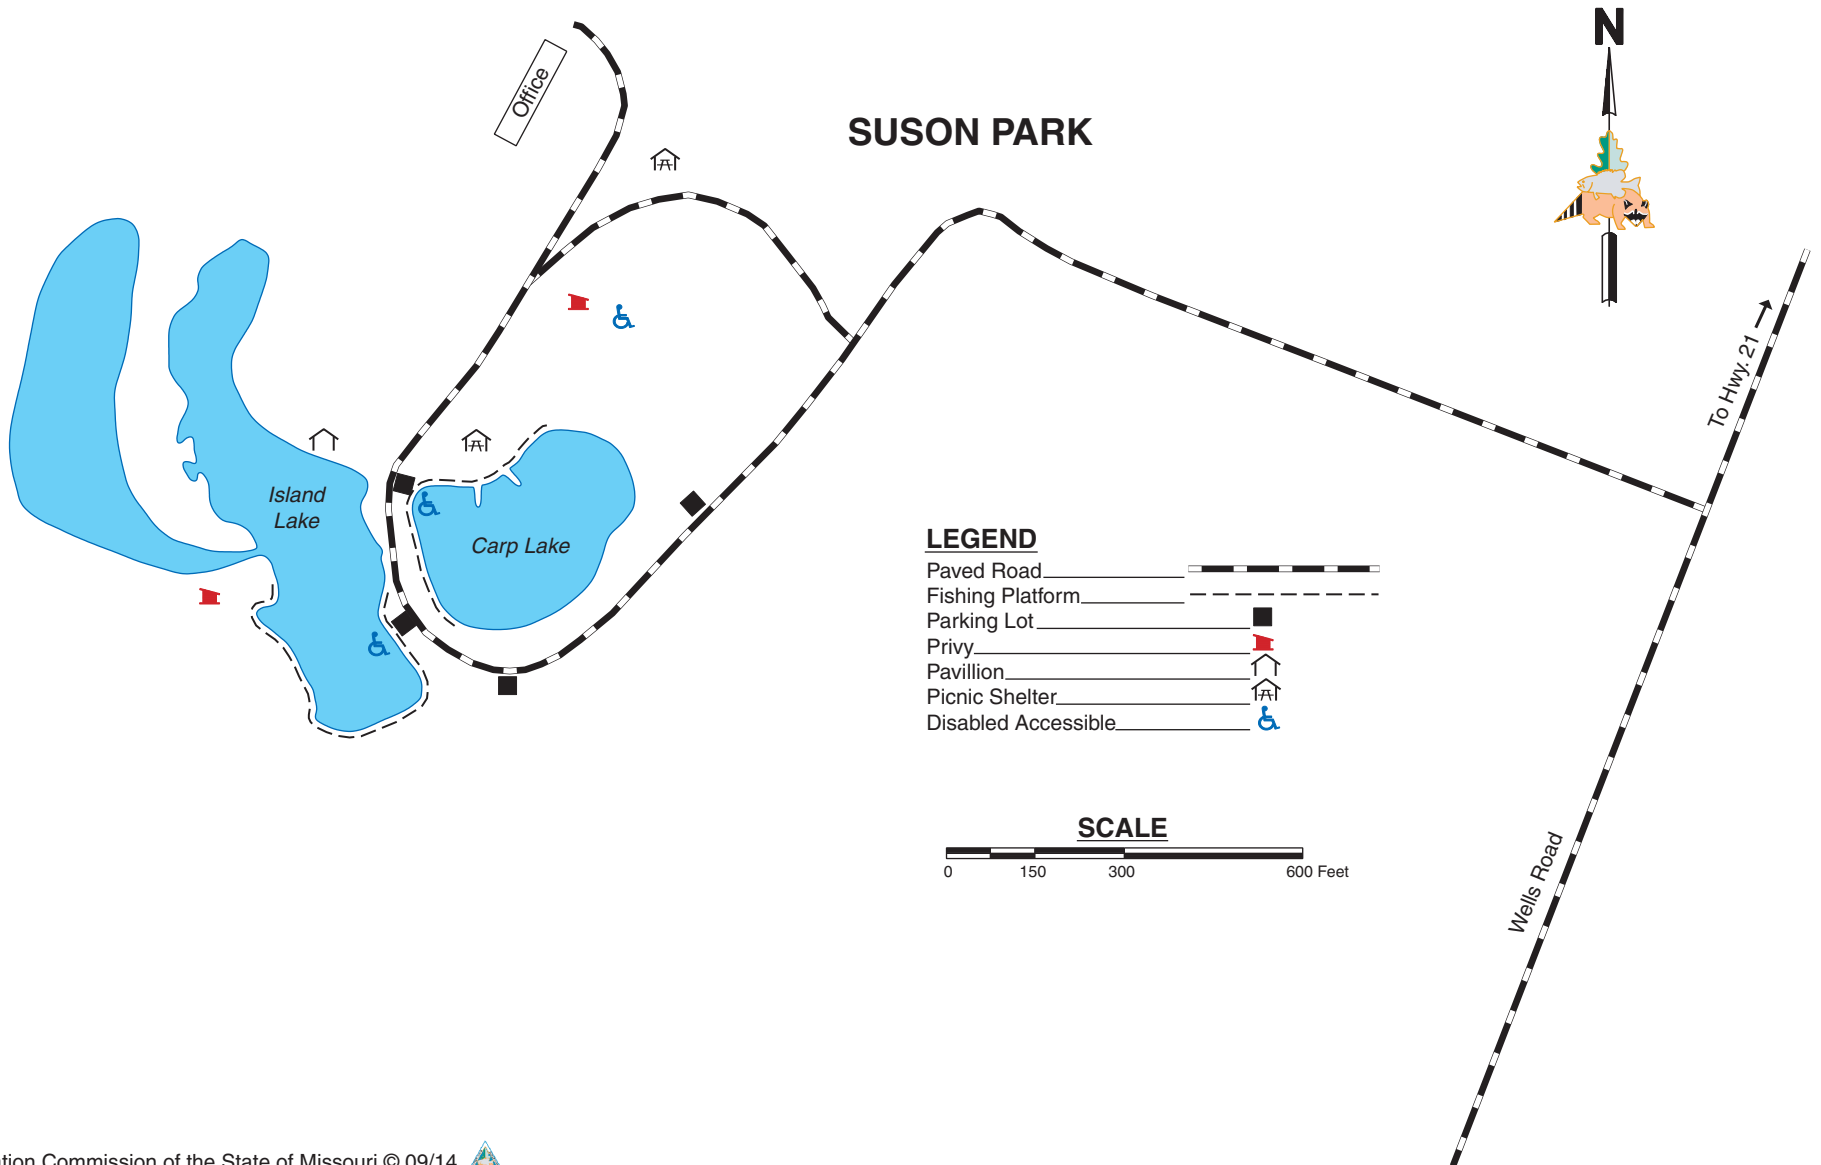 N
Office
SUSON PARK
To Hwy. 21
Island
Lake
Carp Lake
LEGEND
Paved Road
Fishing Platform
Parking Lot
Privy
Pavillion
Picnic Shelter
Disabled Accessible
SCALE
0 150 300 600 Feet
Wells Road
Commission of the State of Missouri © 09/14